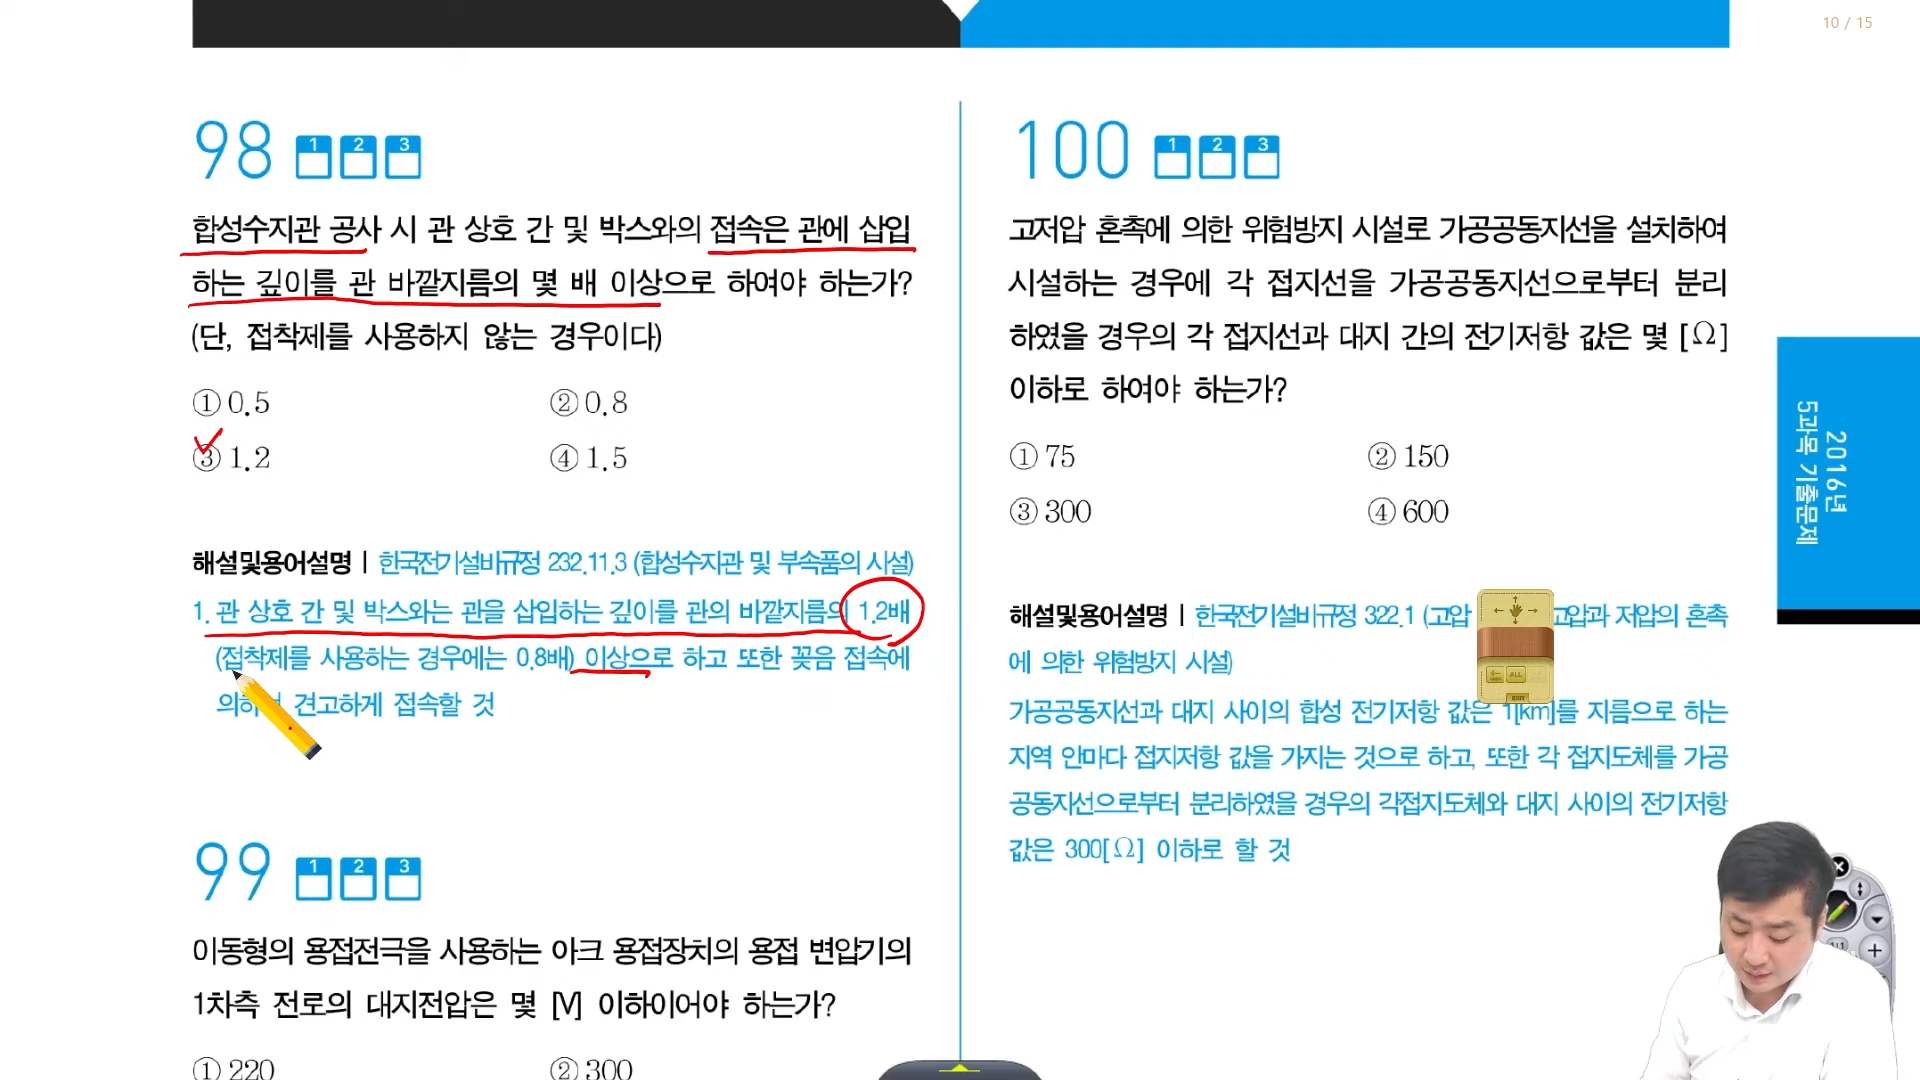 10 / 15
98 1 2 3
합성수지관 공사 시 관 상호 간 및 박스와의 접속은 관에 삽입
하는 깊이를 관 바깥지름의 몇 배 이상으로 하여야 하는가?
(단, 접착제를 사용하지 않는 경우이다)
① 0.5 ② 0.8
③ 1.2 ④ 1.5
해설및용어설명 | 한국전기설비규정 232.11.3 (합성수지관 및 부속품의 시설)
1. 관 상호 간 및 박스와는 관을 삽입하는 깊이를 관의 바깥지름의 1.2배
(접착제를 사용하는 경우에는 0.8배) 이상으로 하고 또한 꽂음 접속에
견고하게 접속할 것
99 1 2 3
이동형의 용접전극을 사용하는 아크 용접장치의 용접 변압기의
1차측 전로의 대지전압은 몇 [V] 이하이어야 하는가?
① 220 ② 300
100 1 2 3
고저압 혼촉에 의한 위험방지 시설로 가공공동지선을 설치하여
시설하는 경우에 각 접지선을 가공공동지선으로부터 분리
하였을 경우의 각 접지선과 대지 간의 전기저항 값은 몇 [Ω]
이하로 하여야 하는가?
① 75 ② 150
③ 300 ④ 600
해설및용어설명 | 한국전기설비규정 322.1 (고압 고압과 저압의 혼촉
에 의한 위험방지 시설)
가공공동지선과 대지 사이의 합성 전기저항 값은 1[km]를 지름으로 하는
지역 안마다 접지저항 값을 가지는 것으로 하고, 또한 각 접지도체를 가공
공동지선으로부터 분리하였을 경우의 각접지도체와 대지 사이의 전기저항
값은 300[Ω] 이하로 할 것
2016년
5과목 기출문제
ALL
EXIT